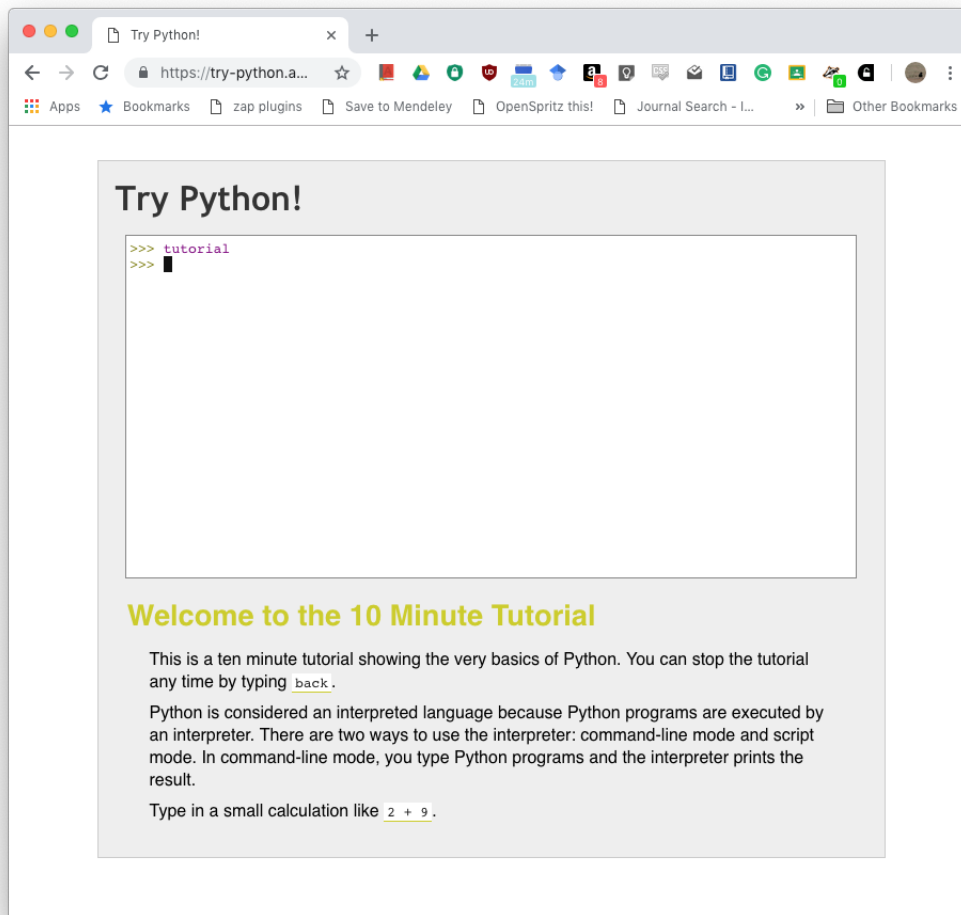 Try Python!
https://try-python.a...
24m
8
0
Apps
Bookmarks
zap plugins
Save to Mendeley
OpenSpritz this!
Journal Search - I...
»
Other Bookmarks
Try Python!
>>> tutorial
>>>
Welcome to the 10 Minute Tutorial
This is a ten minute tutorial showing the very basics of Python. You can stop the tutorial
any time by typing back.
Python is considered an interpreted language because Python programs are executed by
an interpreter. There are two ways to use the interpreter: command-line mode and script
mode. In command-line mode, you type Python programs and the interpreter prints the
result.
Type in a small calculation like 2 + 9.